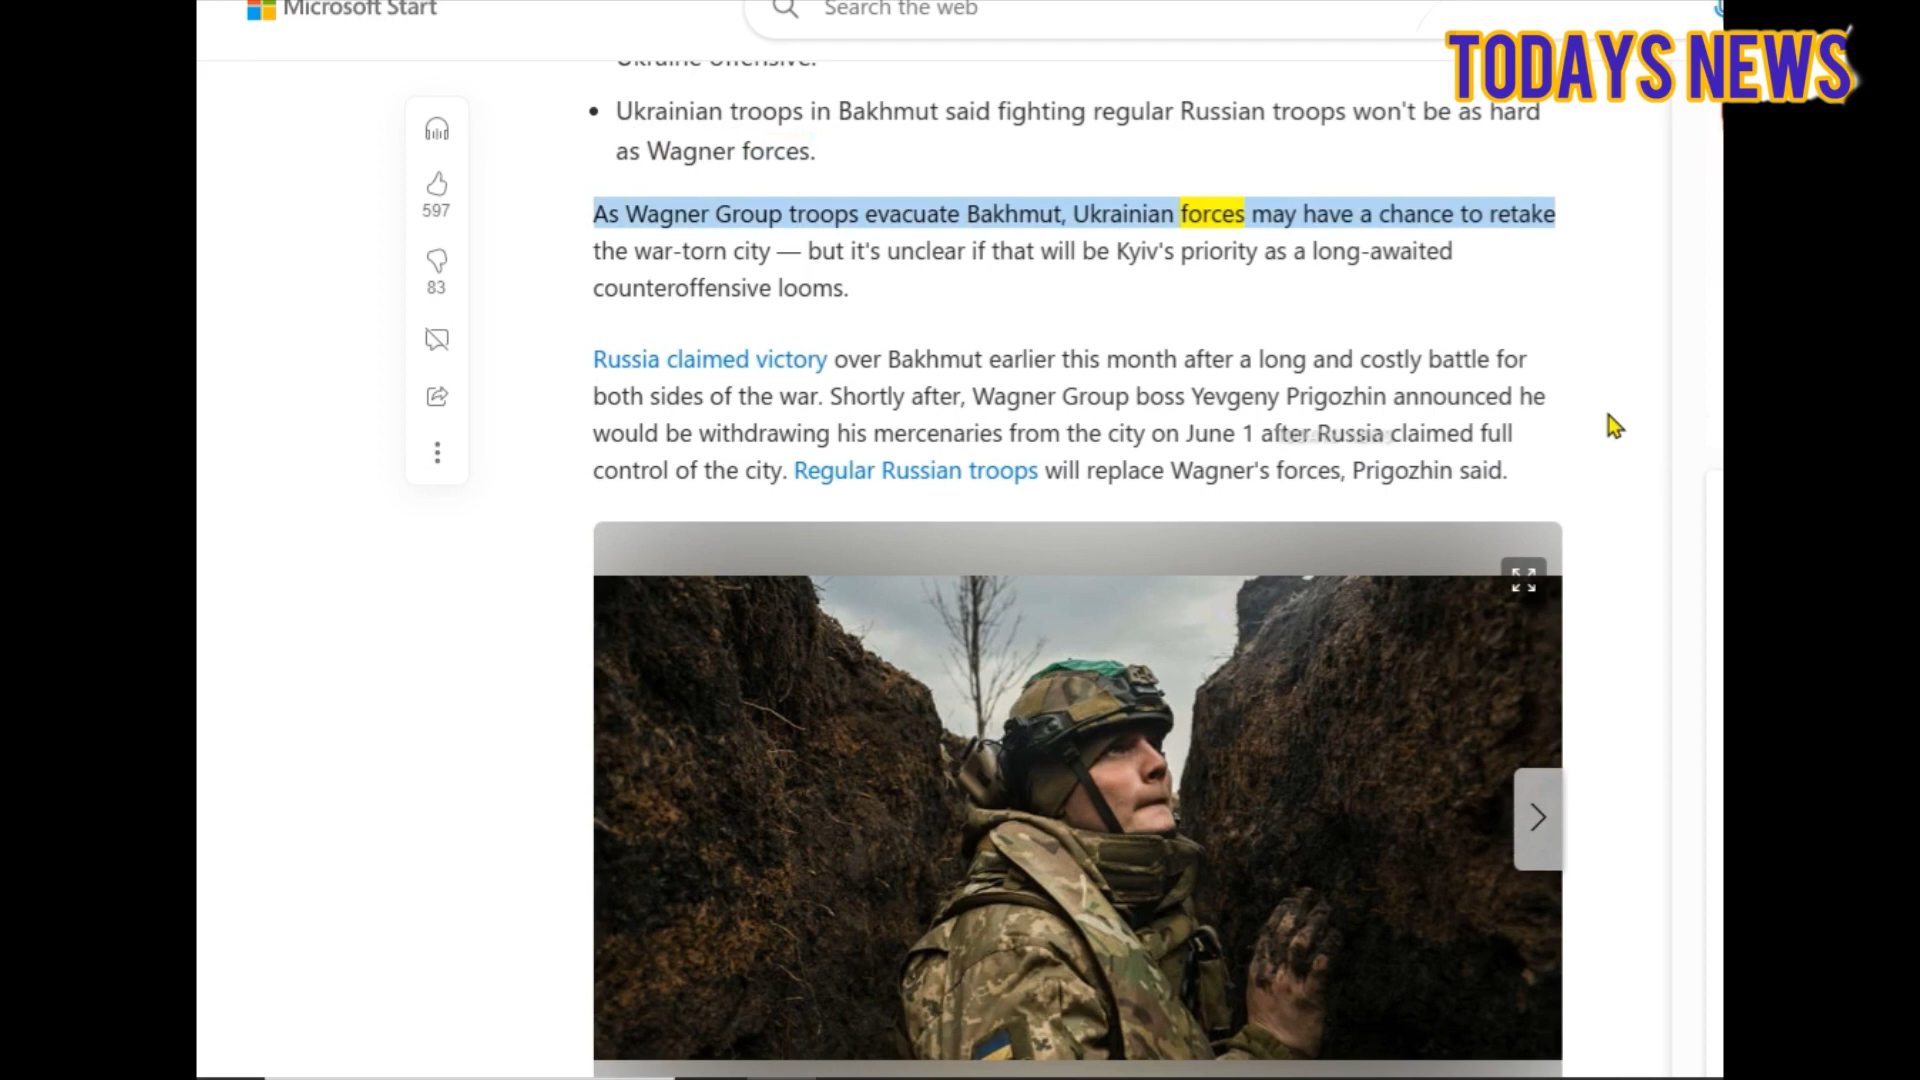 Microsoft Start
Search the web
TODAYS NEWS
Ukraine offensive.
• Ukrainian troops in Bakhmut said fighting regular Russian troops won't be as hard
as Wagner forces.
As Wagner Group troops evacuate Bakhmut, Ukrainian forces may have a chance to retake
the war-torn city — but it's unclear if that will be Kyiv's priority as a long-awaited
counteroffensive looms.
597
83
Russia claimed victory over Bakhmut earlier this month after a long and costly battle for
both sides of the war. Shortly after, Wagner Group boss Yevgeny Prigozhin announced he
would be withdrawing his mercenaries from the city on June 1 after Russia claimed full
control of the city. Regular Russian troops will replace Wagner's forces, Prigozhin said.